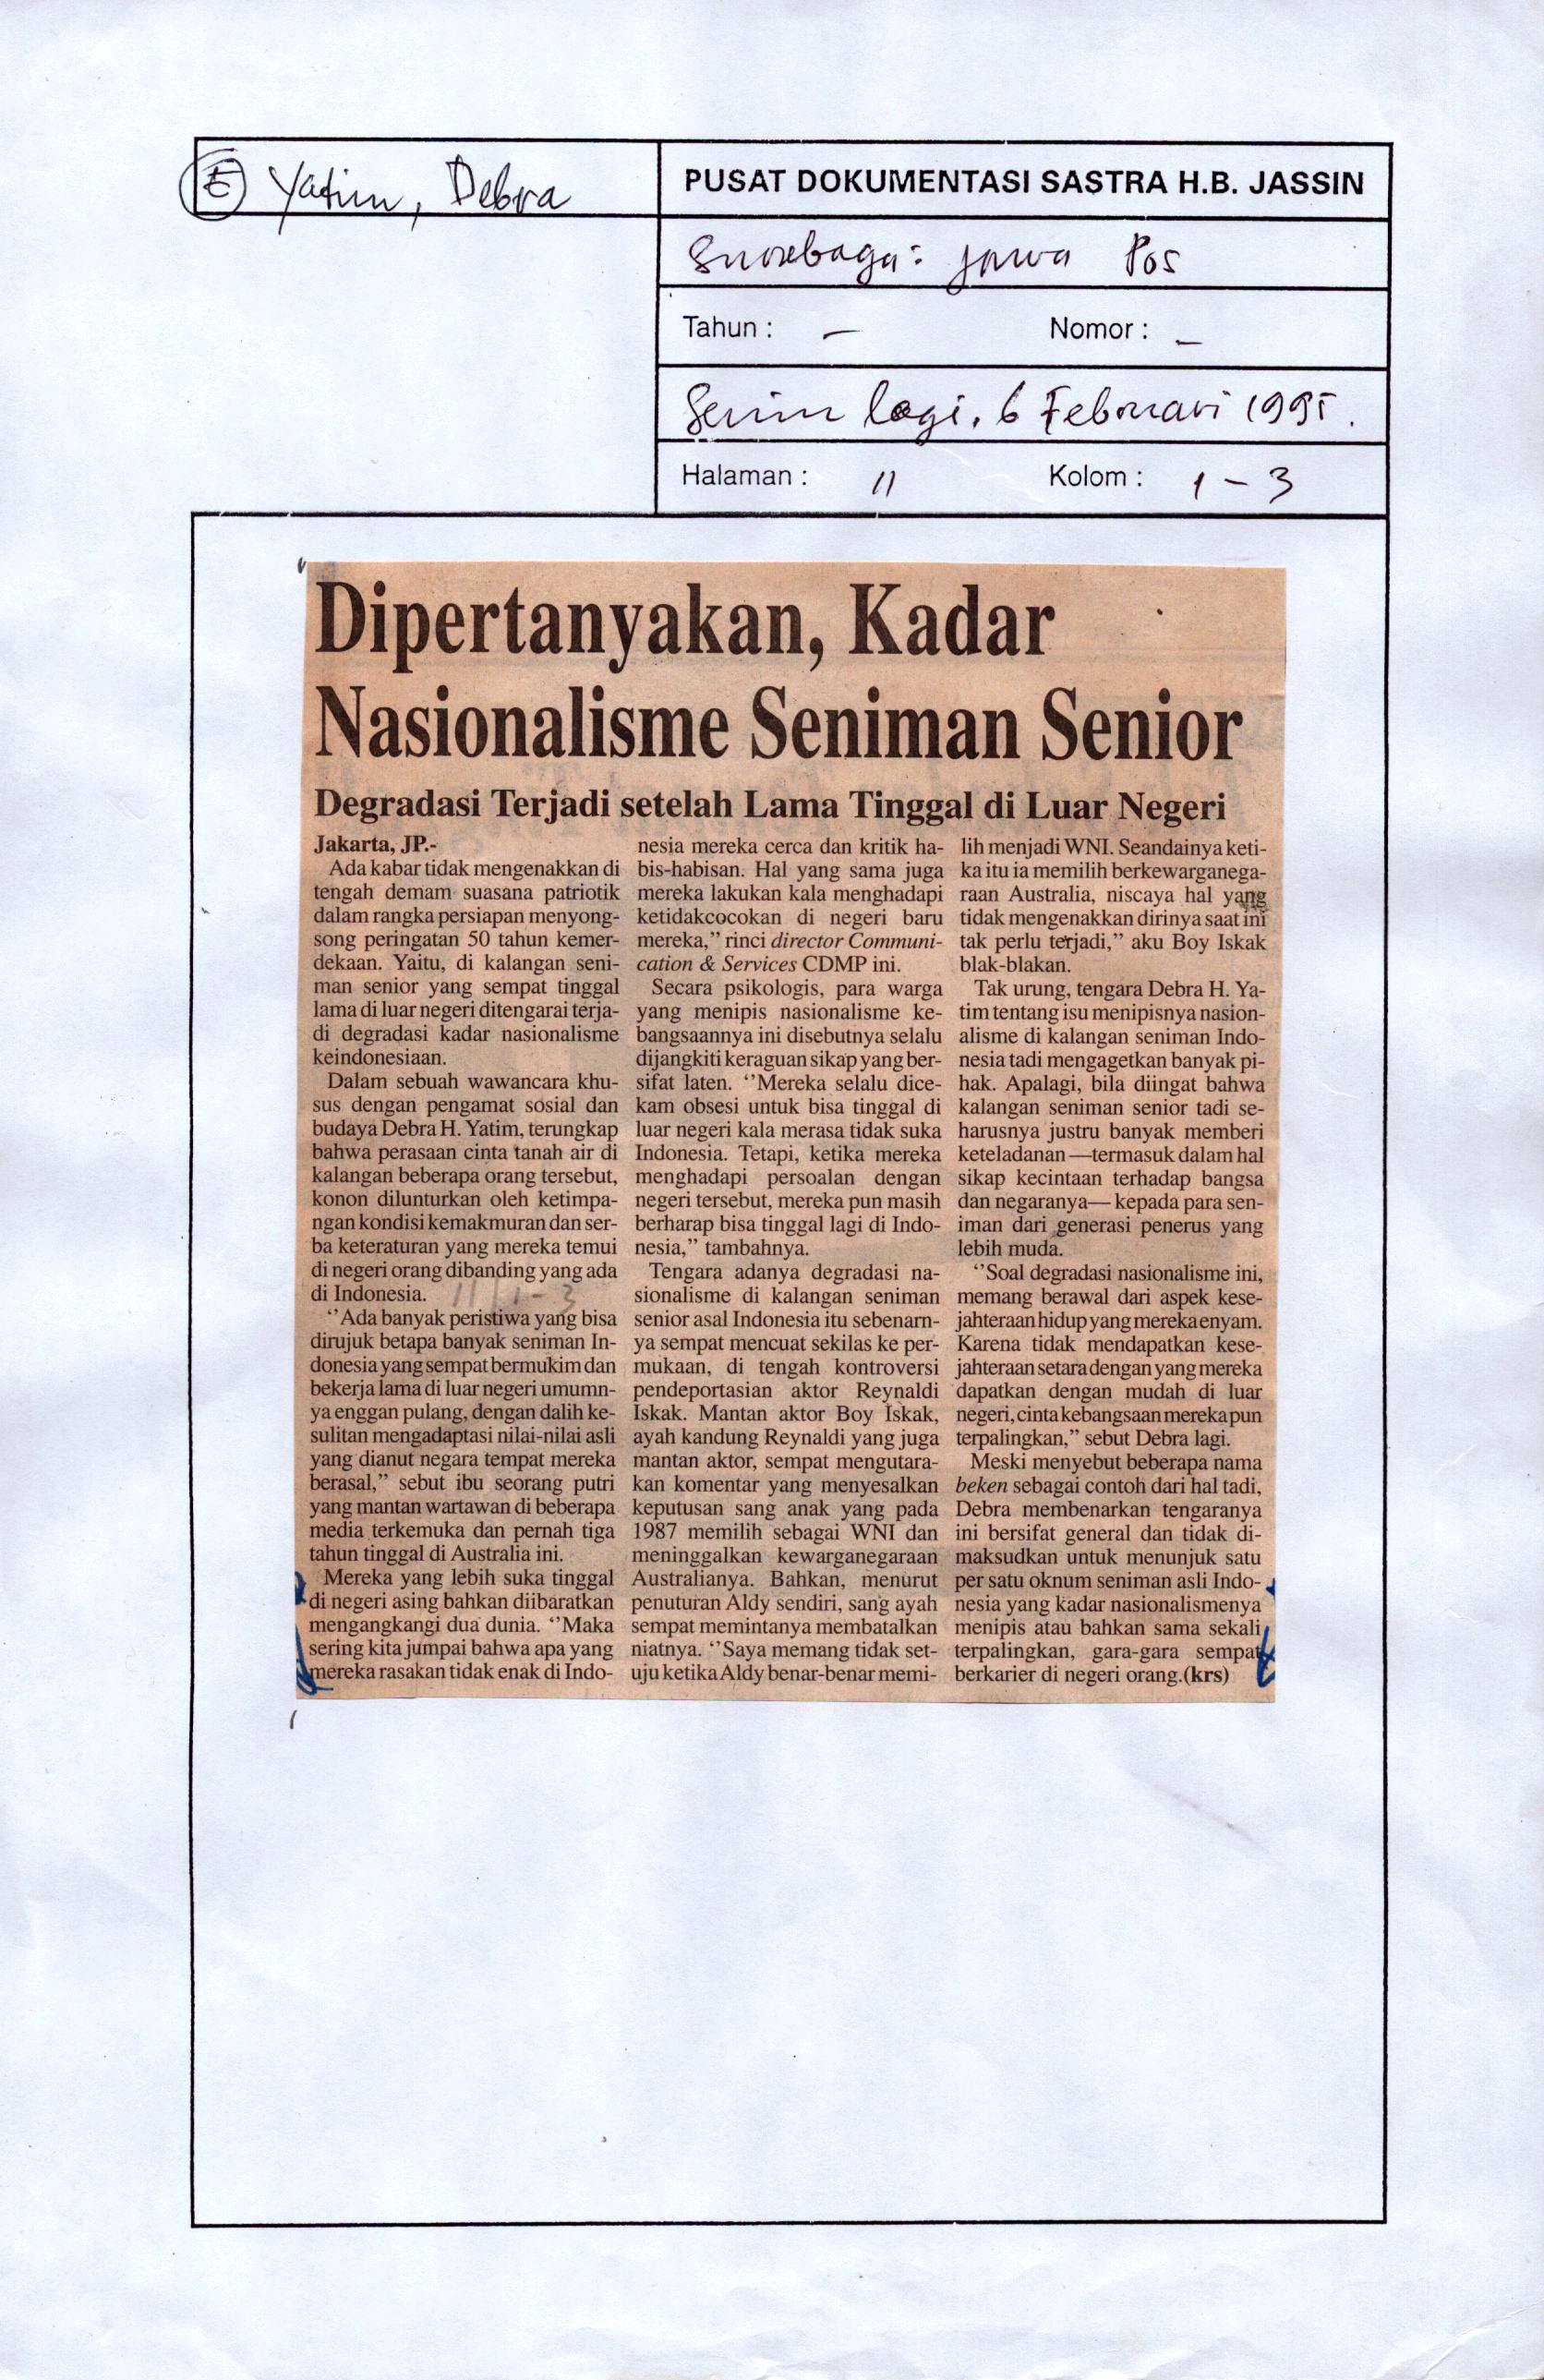 E Yatim, Debra
PUSAT DOKUMENTASI SASTRA H.B. JASSIN
Surabaya: Jawa Pos
Tahun : — Nomor : —
Senin Legi, 6 Februari 1995.
Halaman : 11 Kolom : 1 – 3
Dipertanyakan, Kadar
Nasionalisme Seniman Senior
Degradasi Terjadi setelah Lama Tinggal di Luar Negeri
Jakarta, JP.-
Ada kabar tidak mengenakkan di
tengah demam suasana patriotik
dalam rangka persiapan menyong-
song peringatan 50 tahun kemer-
dekaan. Yaitu, di kalangan seni-
man senior yang sempat tinggal
lama di luar negeri ditengarai terja-
di degradasi kadar nasionalisme
keindonesiaan.
Dalam sebuah wawancara khu-
sus dengan pengamat sosial dan
budaya Debra H. Yatim, terungkap
bahwa perasaan cinta tanah air di
kalangan beberapa orang tersebut,
konon dilunturkan oleh ketimpa-
ngan kondisi kemakmuran dan ser-
ba keteraturan yang mereka temui
di negeri orang dibanding yang ada
di Indonesia. 11/1-3
‘’Ada banyak peristiwa yang bisa
dirujuk betapa banyak seniman In-
donesia yang sempat bermukim dan
bekerja lama di luar negeri umumn-
ya enggan pulang, dengan dalih ke-
sulitan mengadaptasi nilai-nilai asli
yang dianut negara tempat mereka
berasal,’’ sebut ibu seorang putri
yang mantan wartawan di beberapa
media terkemuka dan pernah tiga
tahun tinggal di Australia ini.
Mereka yang lebih suka tinggal
di negeri asing bahkan diibaratkan
mengangkangi dua dunia. ‘’Maka
sering kita jumpai bahwa apa yang
mereka rasakan tidak enak di Indo-
nesia mereka cerca dan kritik ha-
bis-habisan. Hal yang sama juga
mereka lakukan kala menghadapi
ketidakcocokan di negeri baru
mereka,’’ rinci director Communi-
cation & Services CDMP ini.
Secara psikologis, para warga
yang menipis nasionalisme ke-
bangsaannya ini disebutnya selalu
dijangkiti keraguan sikap yang ber-
sifat laten. ‘’Mereka selalu dice-
kam obsesi untuk bisa tinggal di
luar negeri kala merasa tidak suka
Indonesia. Tetapi, ketika mereka
menghadapi persoalan dengan
negeri tersebut, mereka pun masih
berharap bisa tinggal lagi di Indo-
nesia,’’ tambahnya.
Tengara adanya degradasi na-
sionalisme di kalangan seniman
senior asal Indonesia itu sebenarn-
ya sempat mencuat sekilas ke per-
mukaan, di tengah kontroversi
pendeportasian aktor Reynaldi
Iskak. Mantan aktor Boy Iskak,
ayah kandung Reynaldi yang juga
mantan aktor, sempat mengutara-
kan komentar yang menyesalkan
keputusan sang anak yang pada
1987 memilih sebagai WNI dan
meninggalkan kewarganegaraan
Australianya. Bahkan, menurut
penuturan Aldy sendiri, sang ayah
sempat memintanya membatalkan
niatnya. ‘’Saya memang tidak set-
uju ketika Aldy benar-benar memi-
lih menjadi WNI. Seandainya keti-
ka itu ia memilih berkewarganega-
raan Australia, niscaya hal yang
tidak mengenakkan dirinya saat ini
tak perlu terjadi,’’ aku Boy Iskak
blak-blakan.
Tak urung, tengara Debra H. Ya-
tim tentang isu menipisnya nasion-
alisme di kalangan seniman Indo-
nesia tadi mengagetkan banyak pi-
hak. Apalagi, bila diingat bahwa
kalangan seniman senior tadi se-
harusnya justru banyak memberi
keteladanan —termasuk dalam hal
sikap kecintaan terhadap bangsa
dan negaranya— kepada para sen-
iman dari generasi penerus yang
lebih muda.
‘’Soal degradasi nasionalisme ini,
memang berawal dari aspek kese-
jahteraan hidup yang mereka enyam.
Karena tidak mendapatkan kese-
jahteraan setara dengan yang mereka
dapatkan dengan mudah di luar
negeri, cinta kebangsaan mereka pun
terpalingkan,’’ sebut Debra lagi.
Meski menyebut beberapa nama
beken sebagai contoh dari hal tadi,
Debra membenarkan tengaranya
ini bersifat general dan tidak di-
maksudkan untuk menunjuk satu
per satu oknum seniman asli Indo-
nesia yang kadar nasionalismenya
menipis atau bahkan sama sekali
terpalingkan, gara-gara sempat
berkarier di negeri orang.(krs)